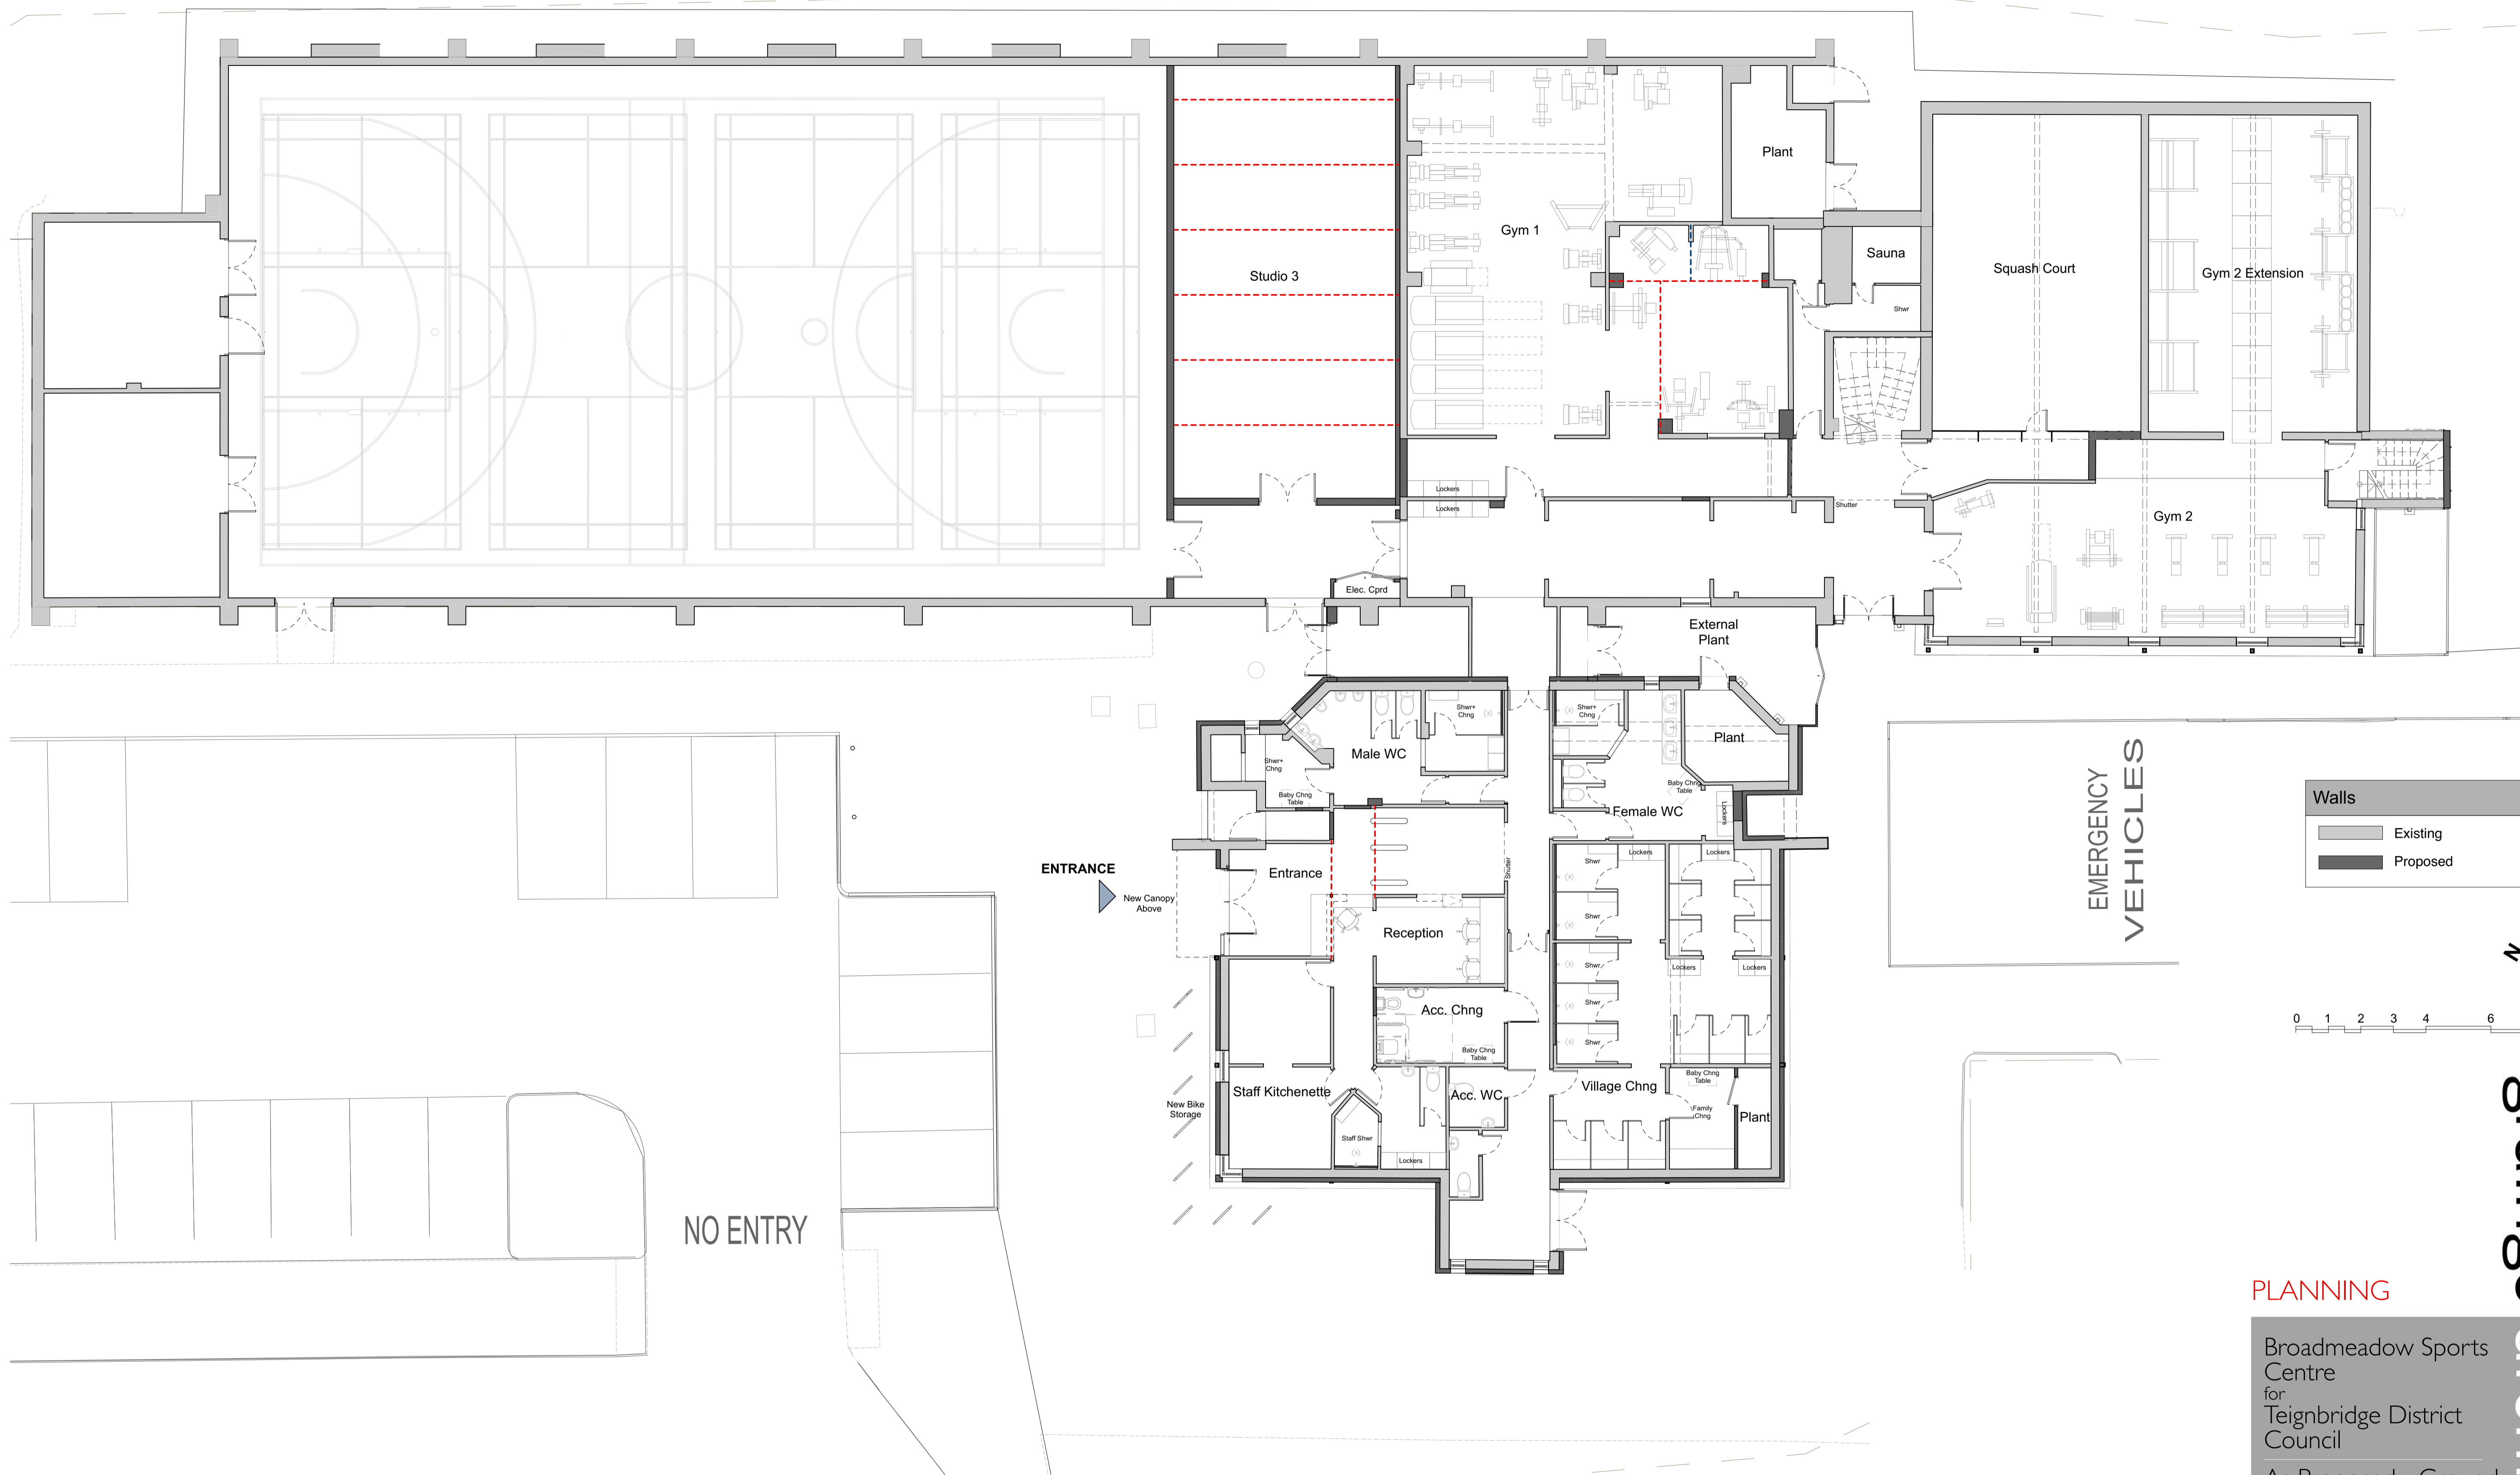 Plant
Gym 1
Sauna
Squash Court
Gym 2 Extension
Studio 3
Shwr
Lockers
Lockers
Shutter
Gym 2
Elec. Cprd
External
Plant
Shwr+
Chng
Shwr+
Chng
Male WC
Plant
Shwr+
Chng
Baby Chng
Table
Baby Chng
Table
Female WC
Lockers
EMERGENCY
VEHICLES
Walls
Existing
Proposed
ENTRANCE
Entrance
New Canopy
Above
Shutter
Shwr
Lockers
Lockers
Reception
Shwr
Shwr
Lockers
Lockers
N
Acc. Chng
Shwr
Shwr
Baby Chng
Table
0 1 2 3 4 6
Staff Kitchenette
Acc. WC
Village Chng
Baby Chng
Table
Family
Chng
Plant
New Bike
Storage
Staff Shwr
Lockers
NO ENTRY
PLANNING
Broadmeadow Sports
Centre
for
Teignbridge District
Council